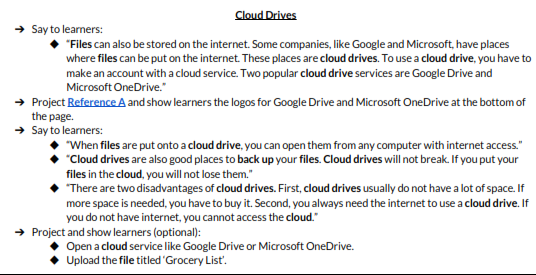 Cloud Drives
➔ Say to learners:
◆ "Files can also be stored on the internet. Some companies, like Google and Microsoft, have places
where files can be put on the internet. These places are cloud drives. To use a cloud drive, you have to
make an account with a cloud service. Two popular cloud drive services are Google Drive and
Microsoft OneDrive."
➔ Project Reference A and show learners the logos for Google Drive and Microsoft OneDrive at the bottom of
the page.
➔ Say to learners:
◆ "When files are put onto a cloud drive, you can open them from any computer with internet access."
◆ "Cloud drives are also good places to back up your files. Cloud drives will not break. If you put your
files in the cloud, you will not lose them."
◆ "There are two disadvantages of cloud drives. First, cloud drives usually do not have a lot of space. If
more space is needed, you have to buy it. Second, you always need the internet to use a cloud drive. If
you do not have internet, you cannot access the cloud."
➔ Project and show learners (optional):
◆ Open a cloud service like Google Drive or Microsoft OneDrive.
◆ Upload the file titled 'Grocery List'.